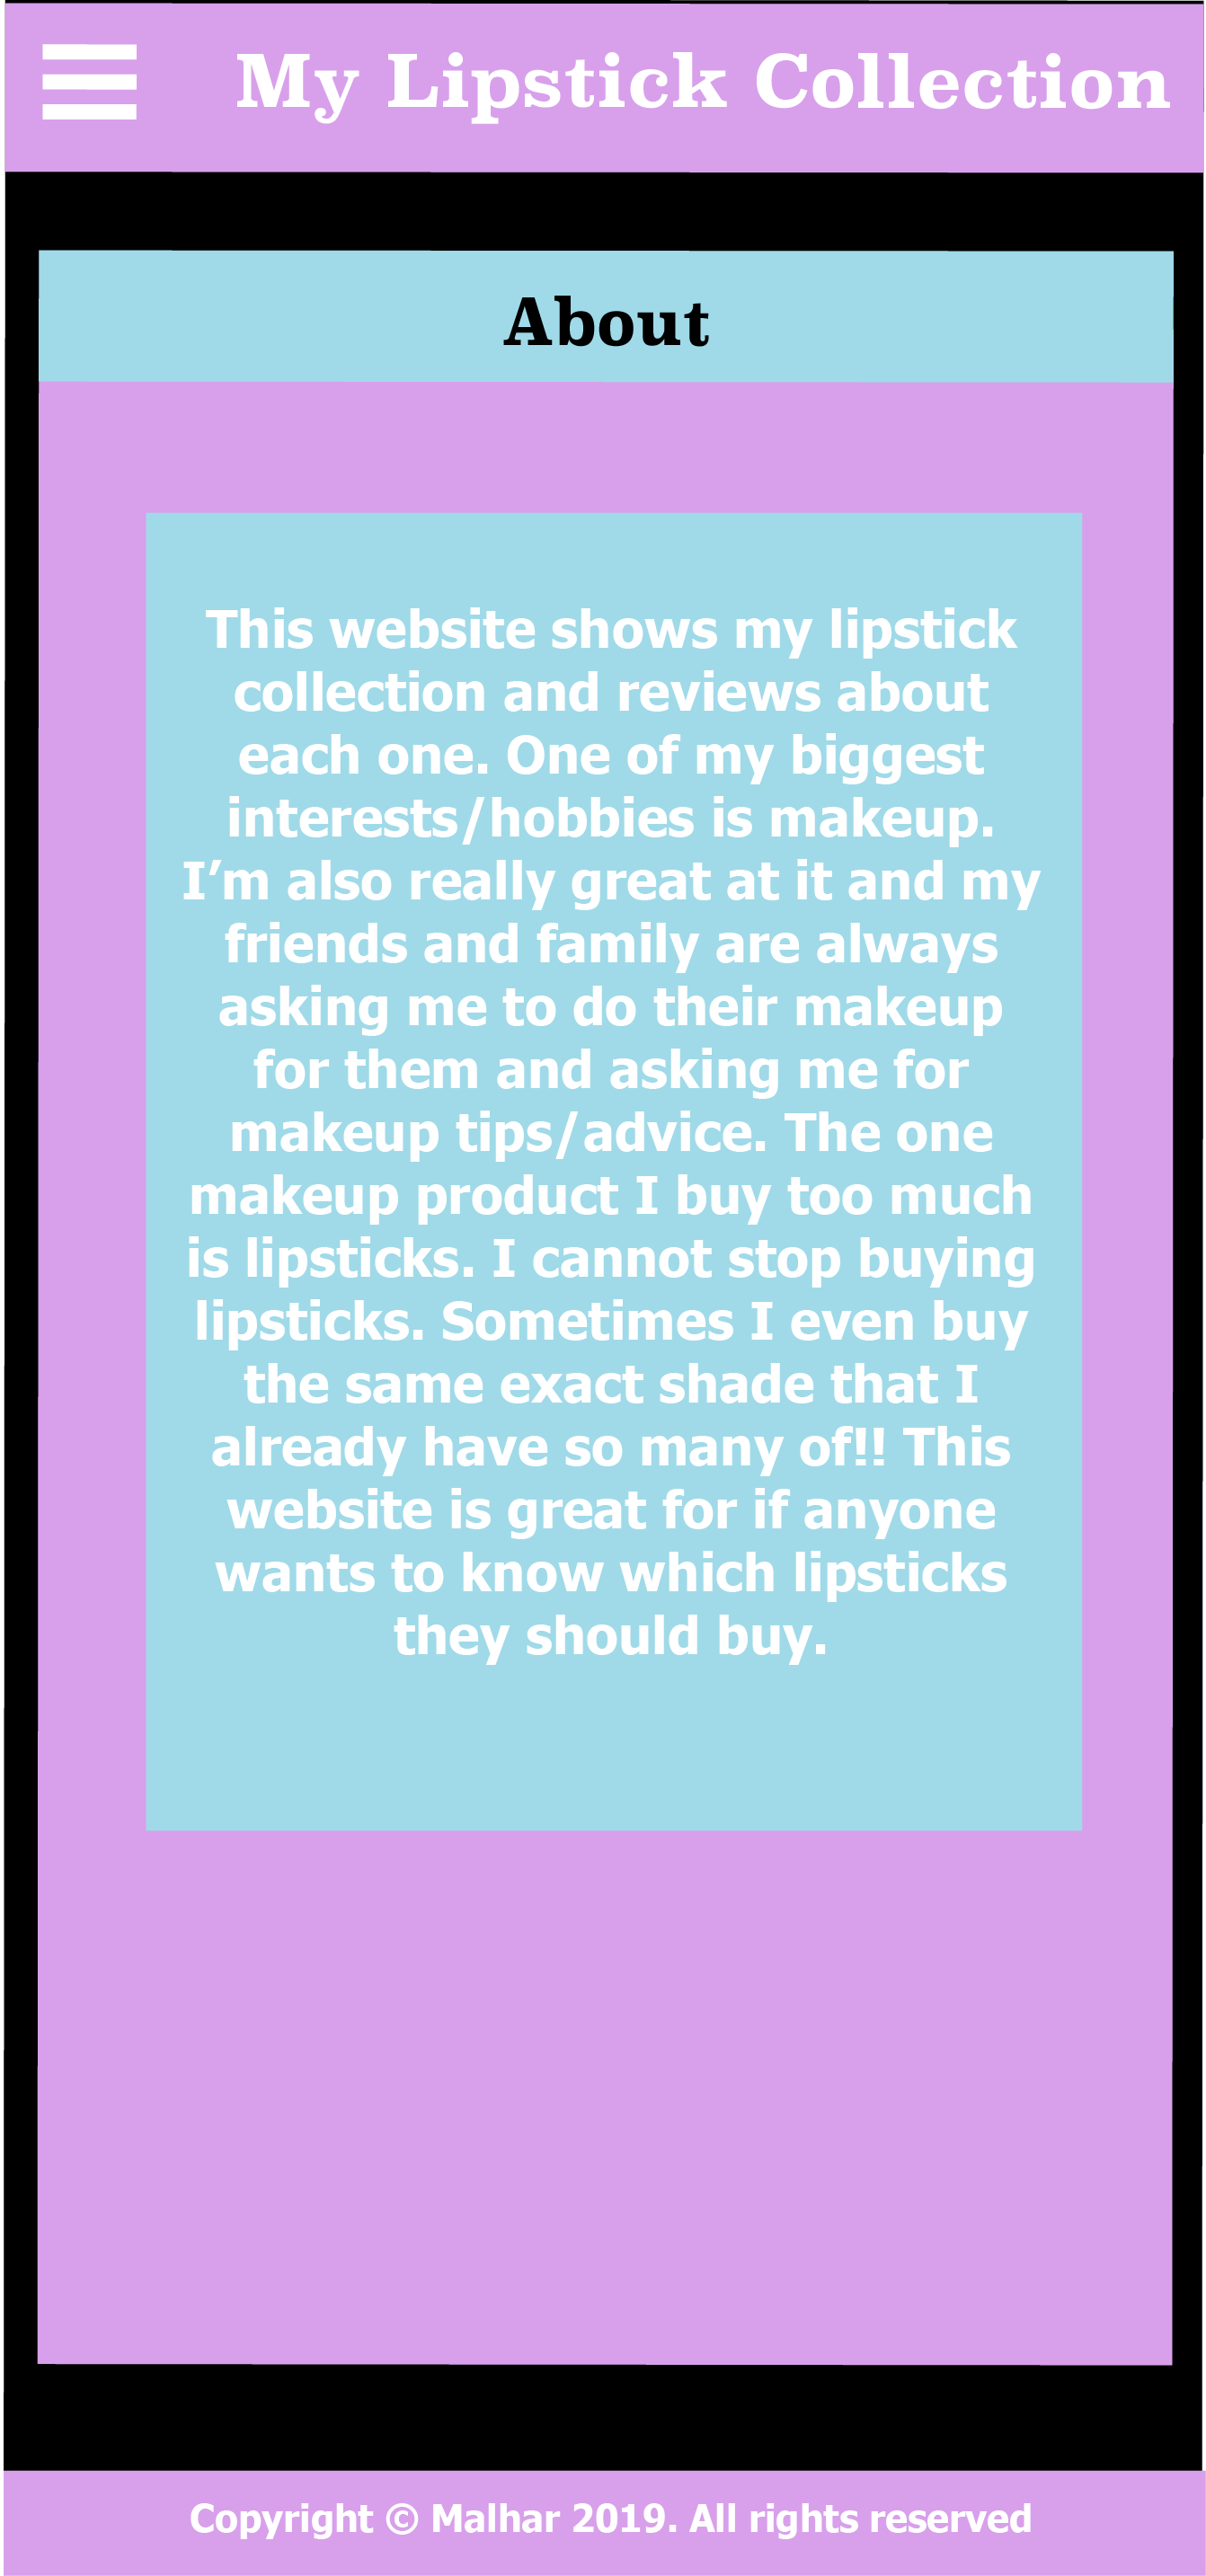 My Lipstick Collection
About
This website shows my lipstick
collection and reviews about
each one. One of my biggest
interests/hobbies is makeup.
I’m also really great at it and my
friends and family are always
asking me to do their makeup
for them and asking me for
makeup tips/advice. The one
makeup product I buy too much
is lipsticks. I cannot stop buying
lipsticks. Sometimes I even buy
the same exact shade that I
already have so many of!! This
website is great for if anyone
wants to know which lipsticks
they should buy.
Copyright © Malhar 2019. All rights reserved